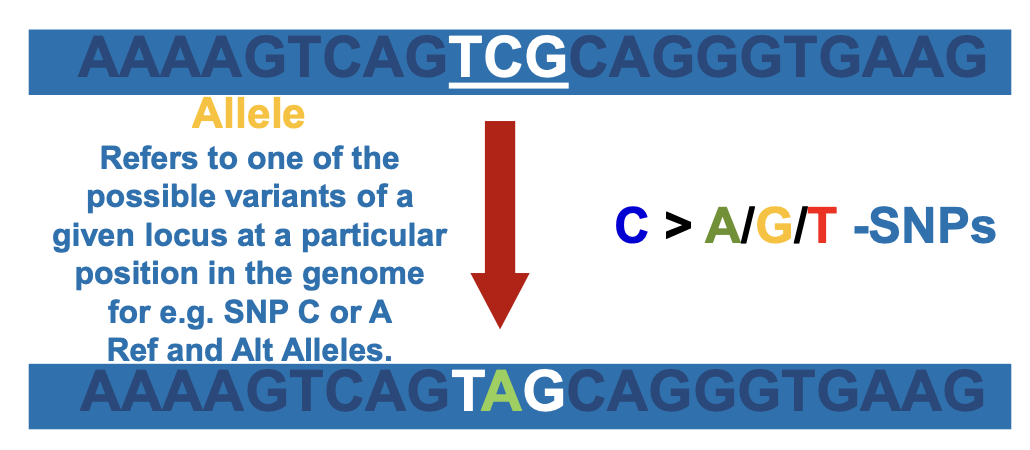 AAAAGTCAGTCGCAGGGTGAAG
Allele
Refers to one of the
possible variants of a
given locus at a particular
position in the genome
for e.g. SNP C or A
Ref and Alt Alleles.
C > A/G/T -SNPs
AAAAGTCAGTAGCAGGGTGAAG